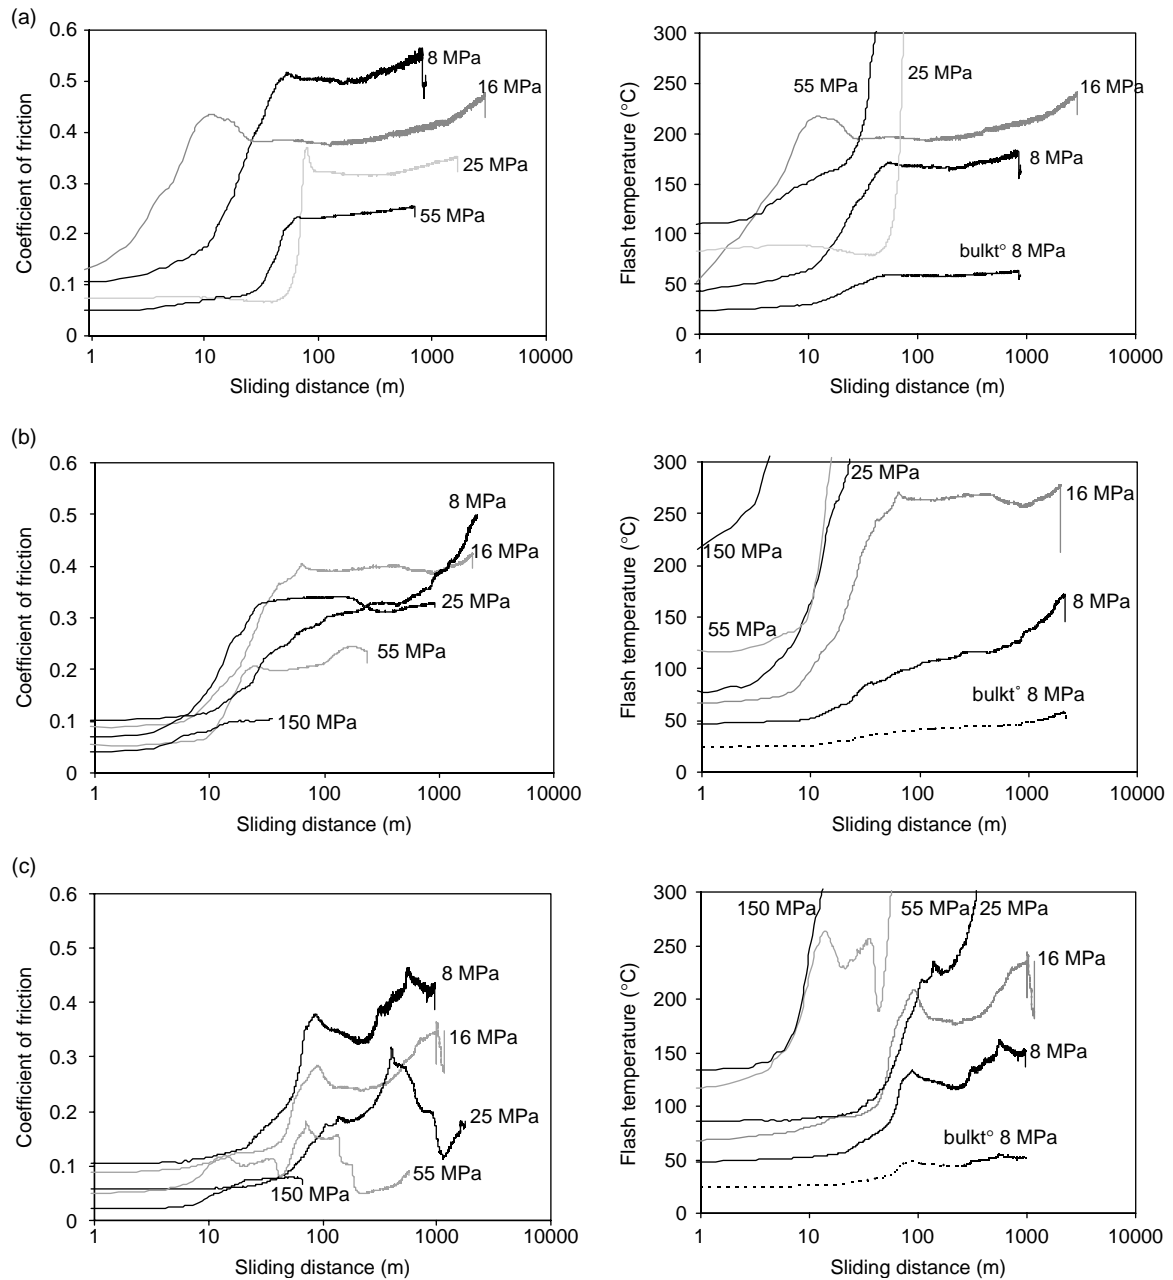 (a)
0.6
0.5
0.4
0.3
0.2
0.1
0
Coefficient of friction
8 MPa
16 MPa
25 MPa
55 MPa
1
10
100
1000
10000
Sliding distance (m)
300
250
200
150
100
50
0
Flash temperature (°C)
55 MPa
25 MPa
16 MPa
8 MPa
bulkt° 8 MPa
1
10
100
1000
10000
Sliding distance (m)
(b)
0.6
0.5
0.4
0.3
0.2
0.1
0
Coefficient of friction
8 MPa
16 MPa
25 MPa
55 MPa
150 MPa
1
10
100
1000
10000
Sliding distance (m)
300
250
200
150
100
50
0
Flash temperature (°C)
25 MPa
16 MPa
150 MPa
8 MPa
55 MPa
bulkt° 8 MPa
1
10
100
1000
10000
Sliding distance (m)
(c)
0.6
0.5
0.4
0.3
0.2
0.1
0
Coefficient of friction
8 MPa
16 MPa
25 MPa
55 MPa
150 MPa
1
10
100
1000
10000
Sliding distance (m)
300
250
200
150
100
50
0
Flash temperature (°C)
150 MPa
55 MPa
25 MPa
16 MPa
8 MPa
bulkt° 8 MPa
1
10
100
1000
10000
Sliding distance (m)